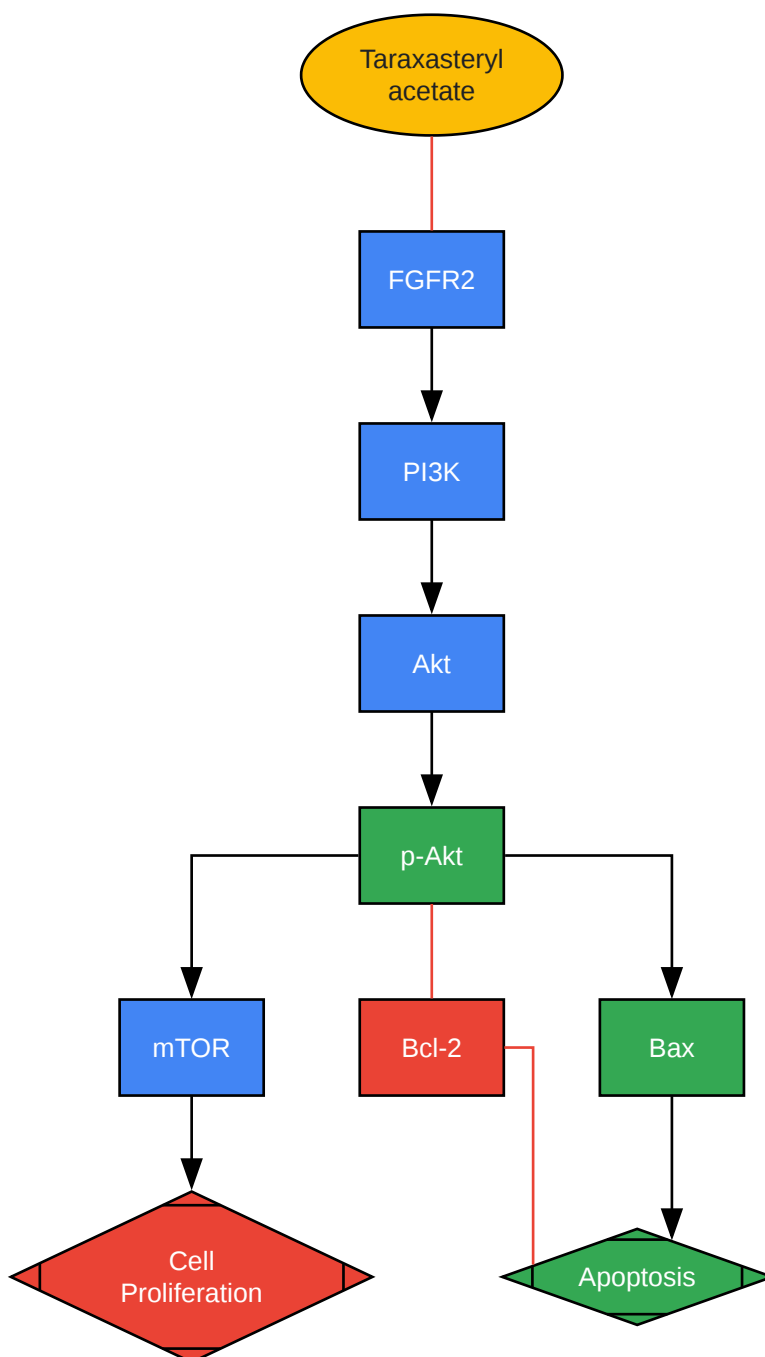 Taraxasteryl
acetate
FGFR2
PI3K
Akt
p-Akt
mTOR
Bcl-2
Bax
Cell
Proliferation
Apoptosis